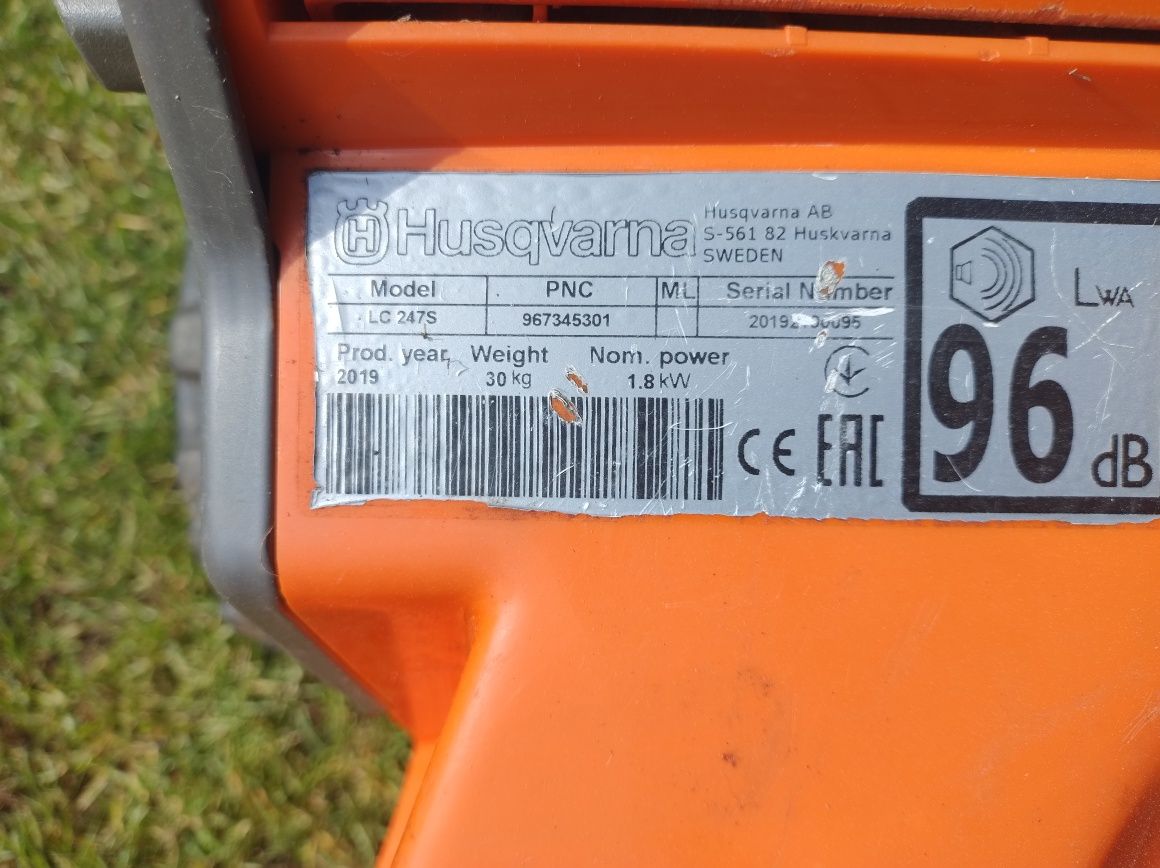 Husqvarna
Husqvarna AB
S-561 82 Huskvarna
SWEDEN
Model PNC ML Serial Number
LC 247S 967345301
Prod. year Weight Nom. power
2019 30 kg 1.8 kW
CE EAC
LWA
96 dB